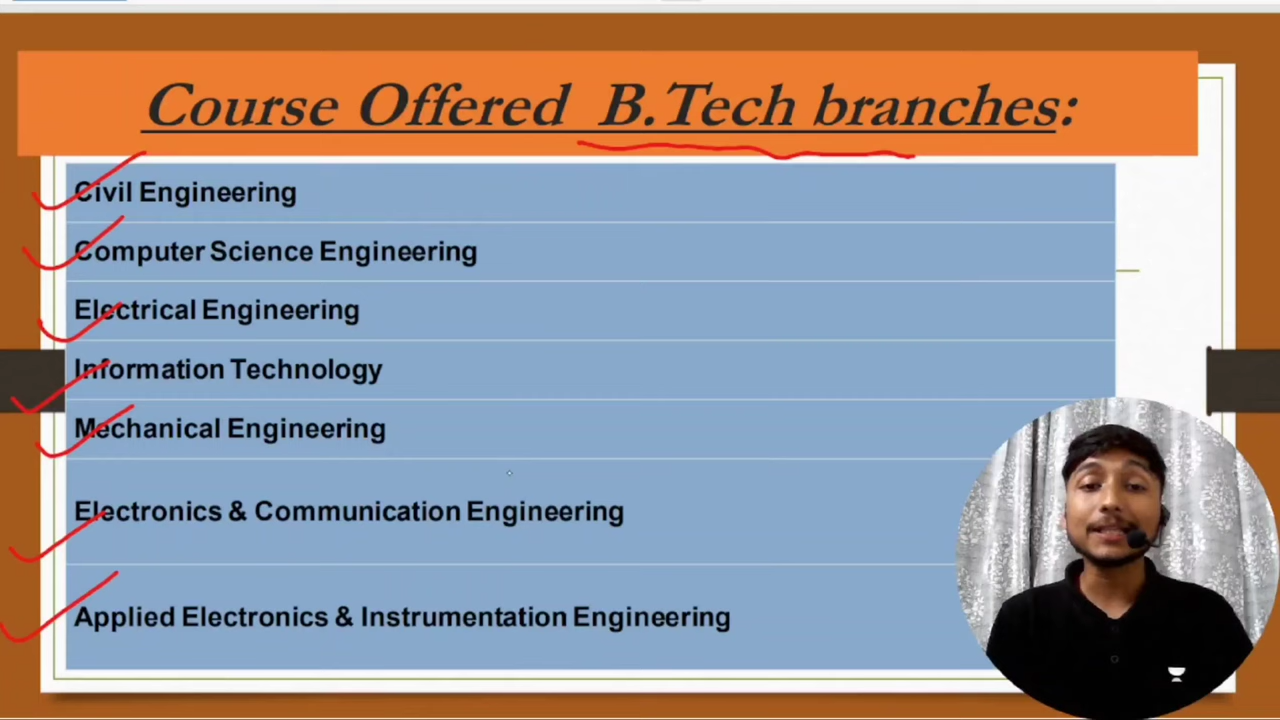 Course Offered B.Tech branches:
Civil Engineering
Computer Science Engineering
Electrical Engineering
Information Technology
Mechanical Engineering
Electronics & Communication Engineering
Applied Electronics & Instrumentation Engineering